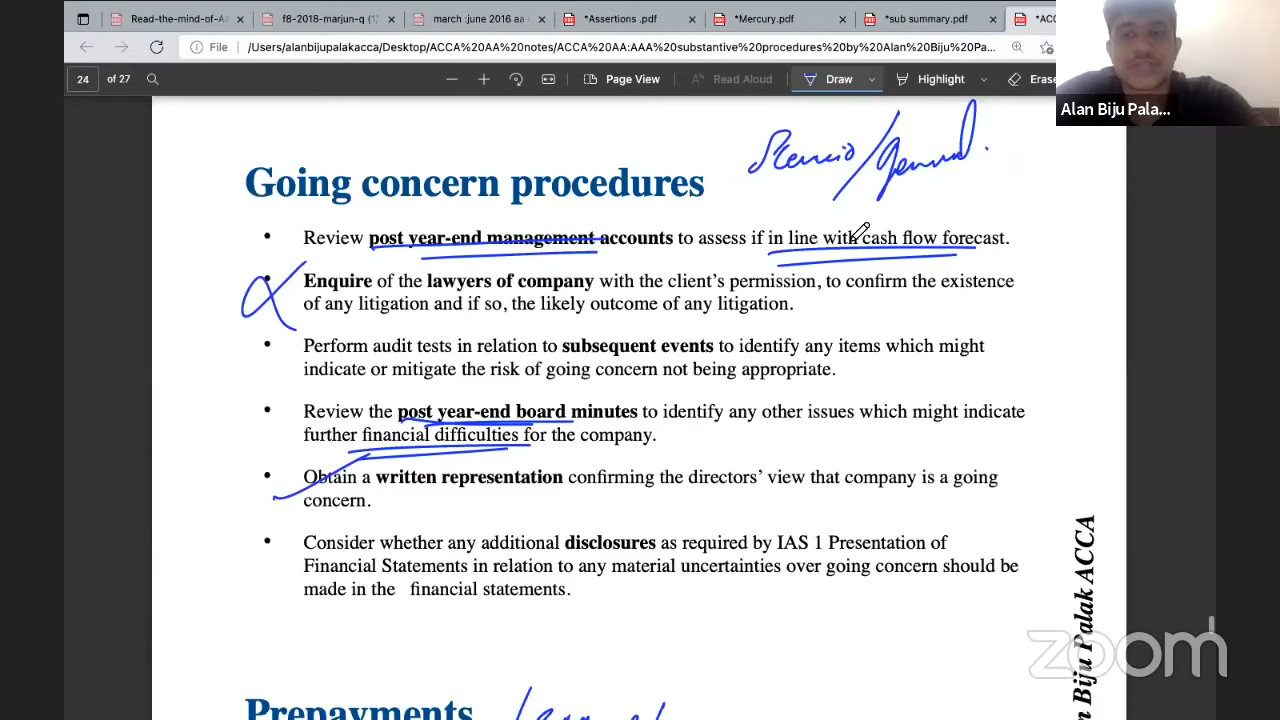 Read-the-mind-of-A
f8-2018-marjun-q (1)
march :june 2016 aa
*Assertions .pdf
*Mercury.pdf
*sub summary.pdf
*AC
File
/Users/alanbijupalakacca/Desktop/ACCA%20AA%20notes/ACCA%20AA:AAA%20substantive%20procedures%20by%20Alan%20Biju%20Pa...
24
of 27
Page View
Read Aloud
Draw
Highlight
Erase
Alan Biju Pala...
Going concern procedures
• Review post year-end management accounts to assess if in line with cash flow forecast.
• Enquire of the lawyers of company with the client's permission, to confirm the existence
of any litigation and if so, the likely outcome of any litigation.
• Perform audit tests in relation to subsequent events to identify any items which might
indicate or mitigate the risk of going concern not being appropriate.
• Review the post year-end board minutes to identify any other issues which might indicate
further financial difficulties for the company.
• Obtain a written representation confirming the directors' view that company is a going
concern.
• Consider whether any additional disclosures as required by IAS 1 Presentation of
Financial Statements in relation to any material uncertainties over going concern should be
made in the financial statements.
n Biju Palak ACCA
zoom
Prepayments